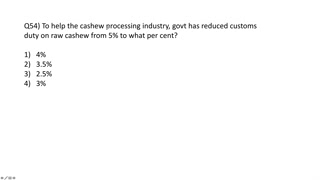 Q54) To help the cashew processing industry, govt has reduced customs
duty on raw cashew from 5% to what per cent?
1) 4%
2) 3.5%
3) 2.5%
4) 3%